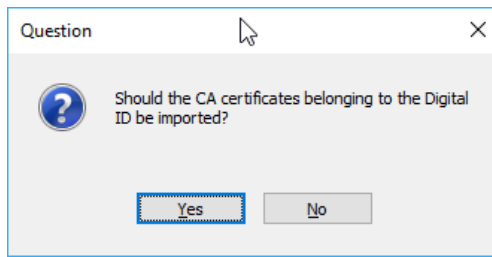 Question
Should the CA certificates belonging to the Digital
ID be imported?
Yes
No